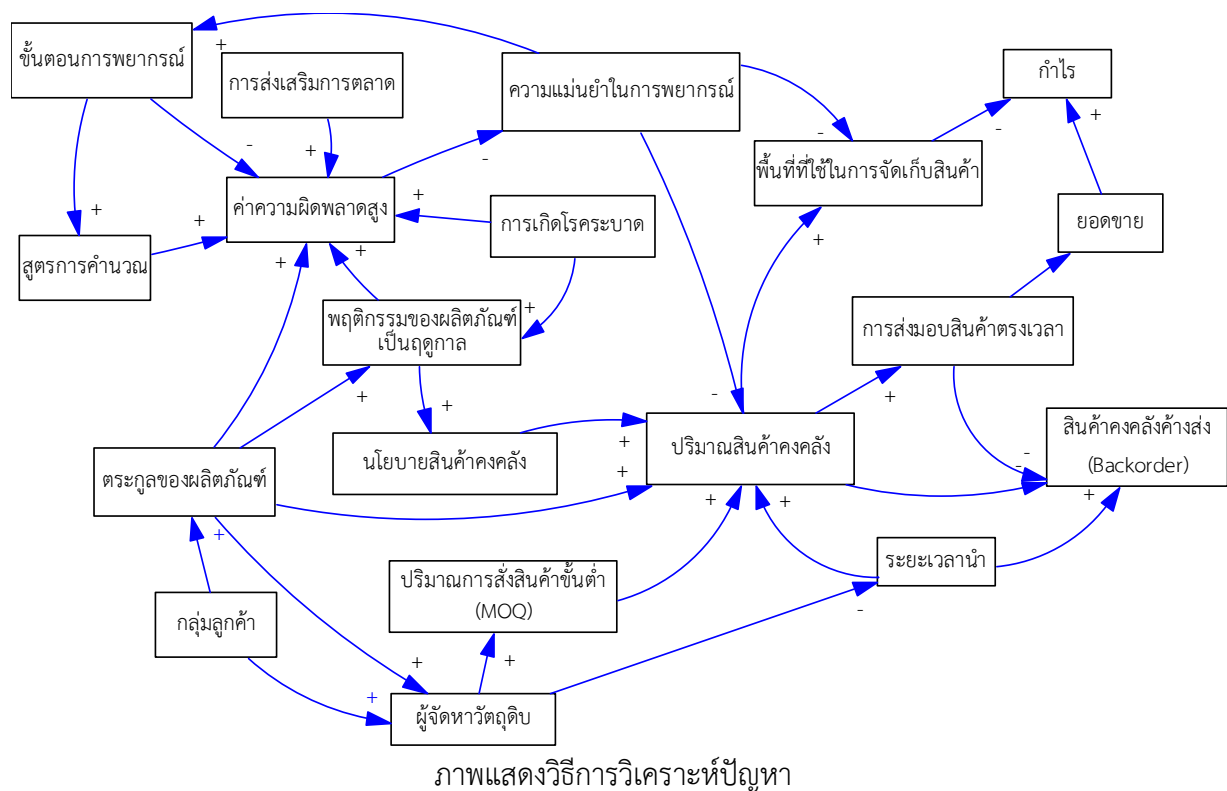 ขั้นตอนการพยากรณ์
+
การส่งเสริมการตลาด
ความแม่นยำในการพยากรณ์
กำไร
-
+
-
-
-
+
พื้นที่ที่ใช้ในการจัดเก็บสินค้า
+
+
ค่าความผิดพลาดสูง
+
การเกิดโรคระบาด
ยอดขาย
+
สูตรการคำนวณ
+
+
+
พฤติกรรมของผลิตภัณฑ์
เป็นฤดูกาล
+
การส่งมอบสินค้าตรงเวลา
+
+
-
+
นโยบายสินค้าคงคลัง
+
ปริมาณสินค้าคงคลัง
สินค้าคงคลังค้างส่ง
(Backorder)
-
-
ตระกูลของผลิตภัณฑ์
+
+
+
+
+
ระยะเวลานำ
ปริมาณการสั่งสินค้าขั้นต่ำ
(MOQ)
-
กลุ่มลูกค้า
+
+
+
ผู้จัดหาวัตถุดิบ
ภาพแสดงวิธีการวิเคราะห์ปัญหา